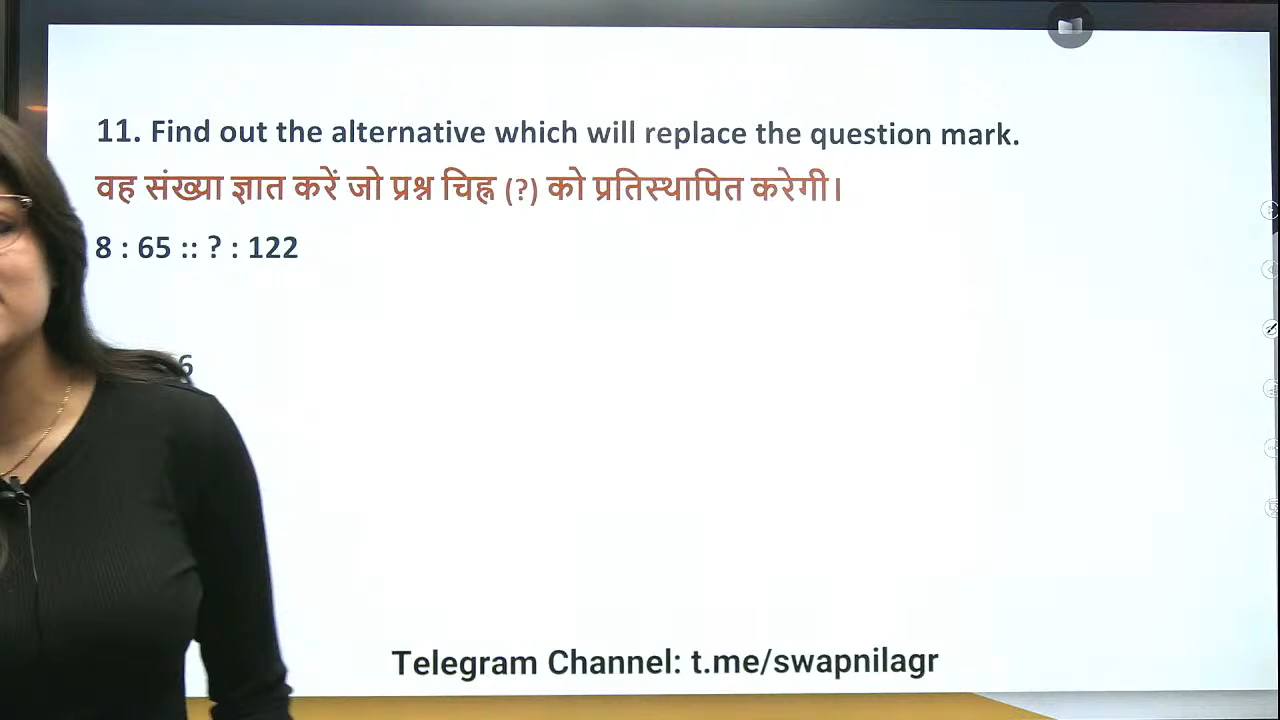 11. Find out the alternative which will replace the question mark.
वह संख्या ज्ञात करें जो प्रश्न चिह्न (?) को प्रतिस्थापित करेगी।
8 : 65 :: ? : 122
6
Telegram Channel: t.me/swapnilagr